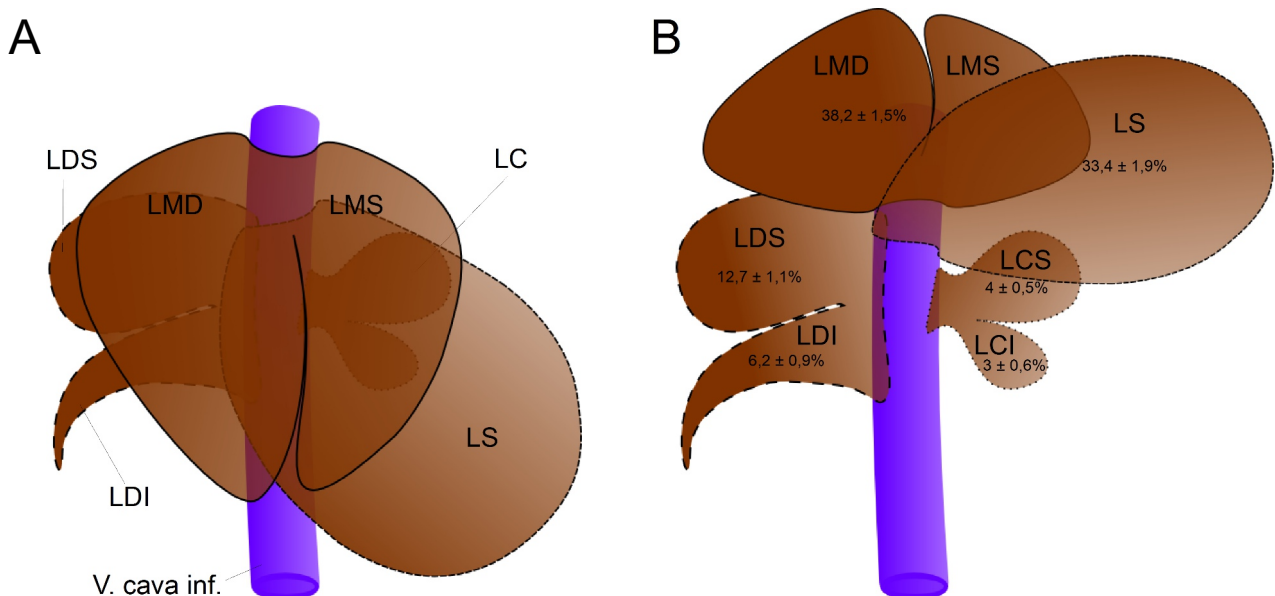 A
LDS
LMD
LMS
LC
LS
LDI
V. cava inf.
B
LMD
38,2 ± 1,5%
LMS
LS
33,4 ± 1,9%
LDS
12,7 ± 1,1%
LCS
4 ± 0,5%
LDI
6,2 ± 0,9%
LCI
3 ± 0,6%